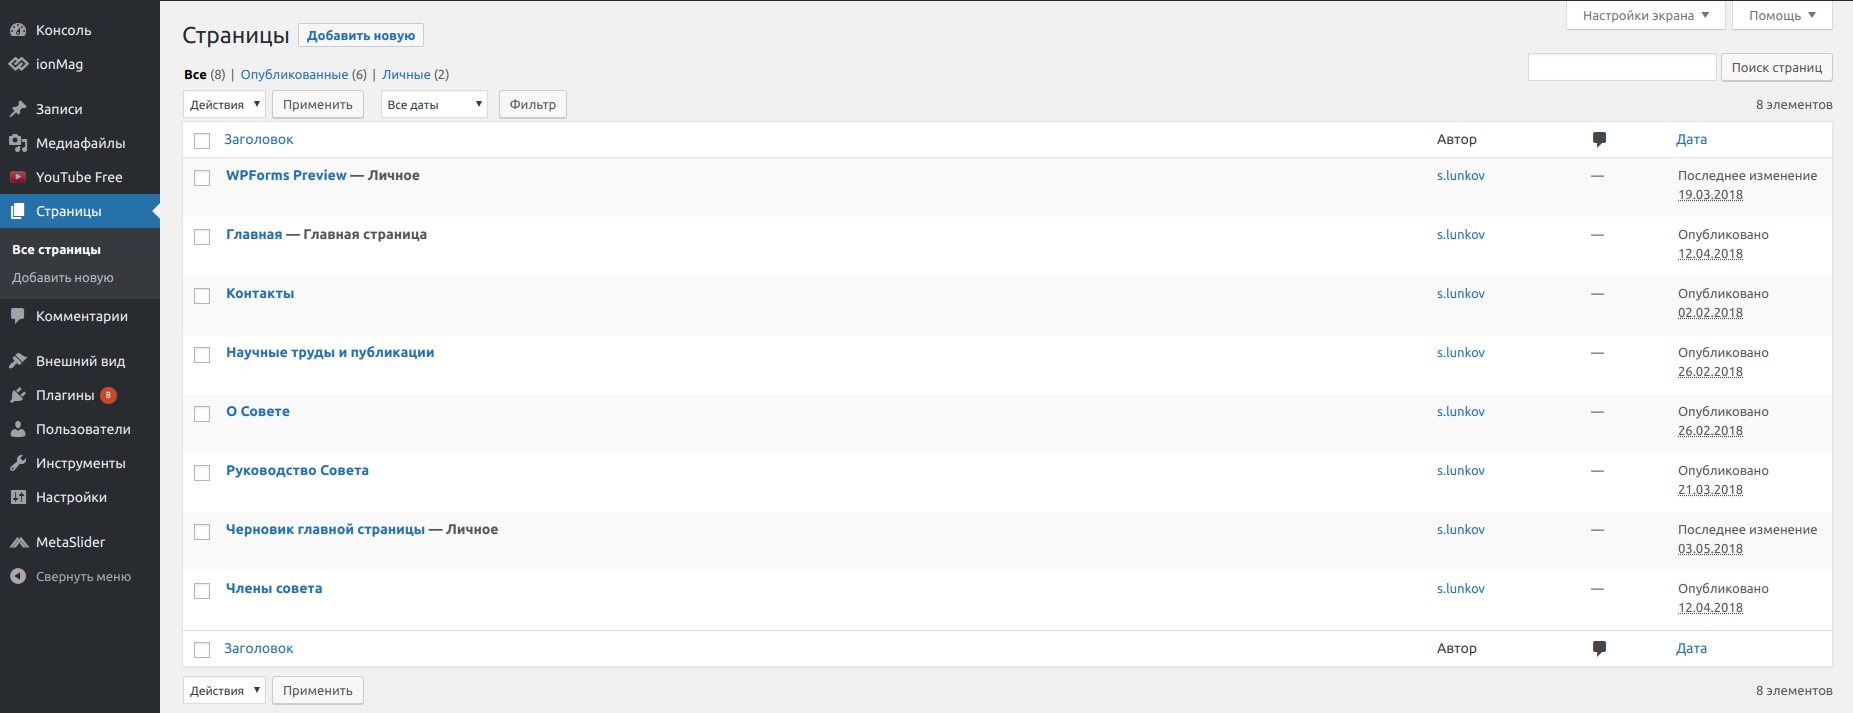 Консоль
ionMag
Записи
Медиафайлы
YouTube Free
Страницы
Все страницы
Добавить новую
Комментарии
Внешний вид
Плагины 8
Пользователи
Инструменты
Настройки
MetaSlider
Свернуть меню
Настройки экрана
Помощь
Страницы Добавить новую
Все (8) | Опубликованные (6) | Личные (2)
Поиск страниц
Действия Применить Все даты Фильтр 8 элементов
Заголовок Автор Дата
WPForms Preview — Личное s.lunkov — Последнее изменение
19.03.2018
Главная — Главная страница s.lunkov — Опубликовано
12.04.2018
Контакты s.lunkov — Опубликовано
02.02.2018
Научные труды и публикации s.lunkov — Опубликовано
26.02.2018
О Совете s.lunkov — Опубликовано
26.02.2018
Руководство Совета s.lunkov — Опубликовано
21.03.2018
Черновик главной страницы — Личное s.lunkov — Последнее изменение
03.05.2018
Члены совета s.lunkov — Опубликовано
12.04.2018
Заголовок Автор Дата
Действия Применить 8 элементов